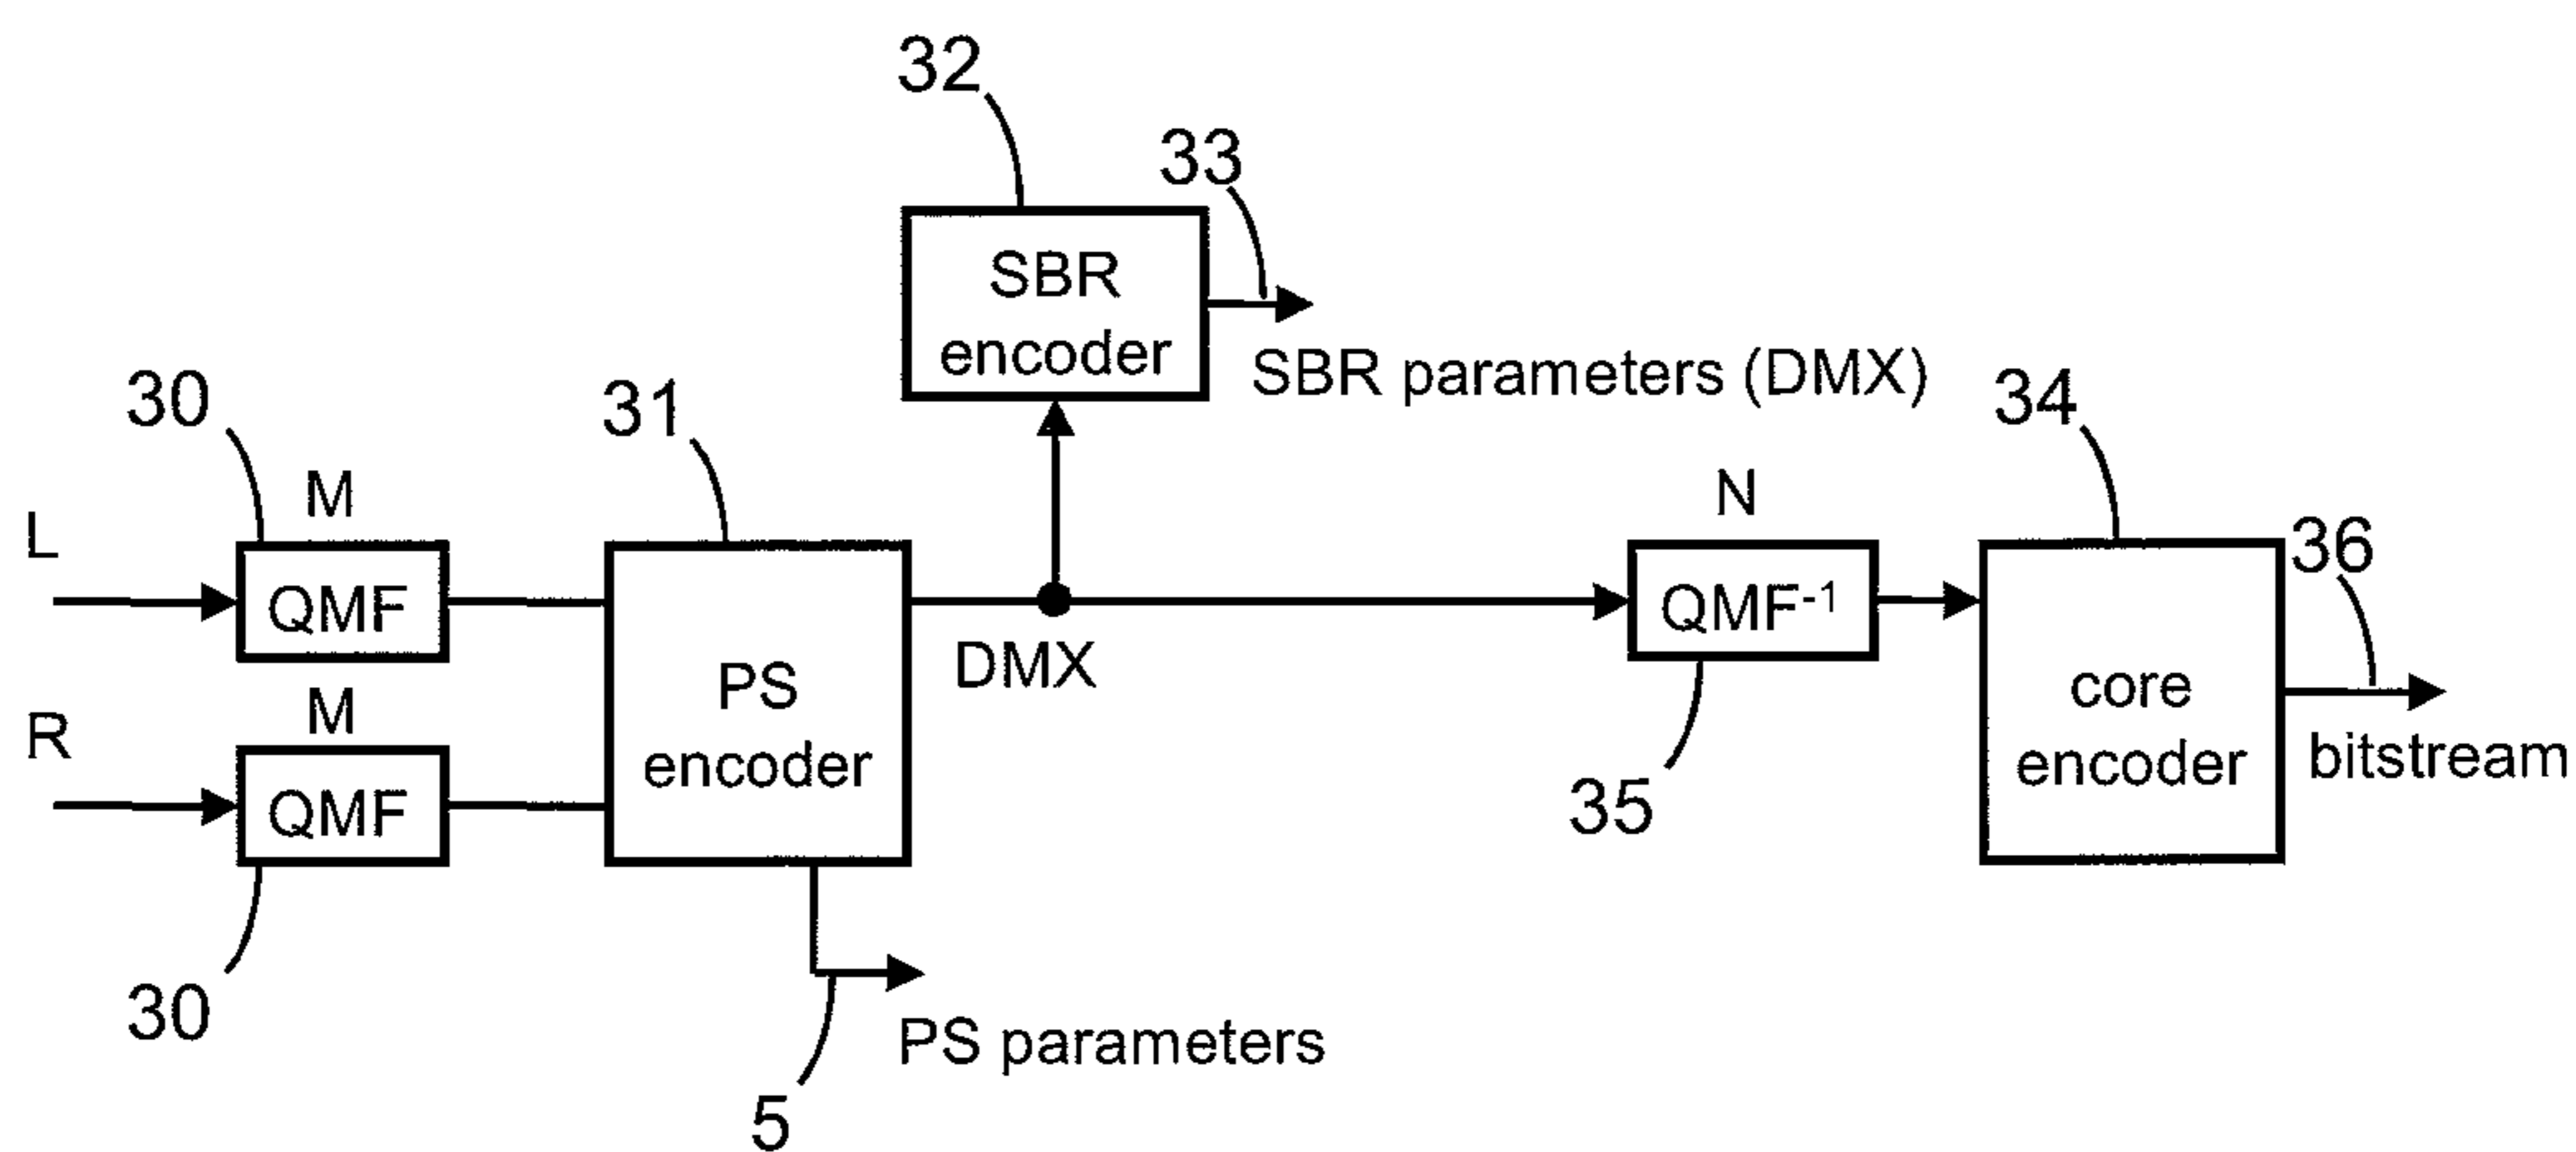 32
33
SBR
encoder
SBR parameters (DMX)
30
31
34
M
N
L
36
QMF
QMF-1
DMX
PS
encoder
core
encoder
M
R
bitstream
QMF
35
30
PS parameters
5